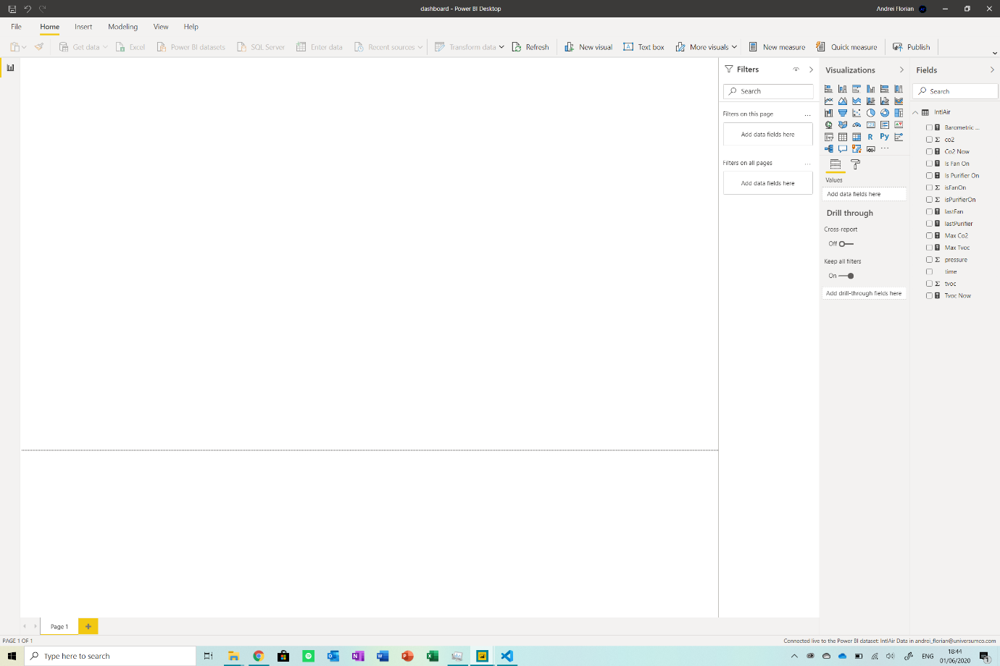 dashboard - Power BI Desktop
Andrei Florian
File Home Insert Modeling View Help
Get data Excel Power BI datasets SQL Server Enter data Recent sources Transform data Refresh New visual Text box More visuals New measure Quick measure Publish
Filters
Search
Filters on this page ...
Add data fields here
Filters on all pages ...
Add data fields here
Visualizations
R Py
...
Values
Add data fields here
Drill through
Cross-report
Off
Keep all filters
On
Add drill-through fields here
Fields
Search
IntlAir
Barometric ...
co2
Co2 Now
Is Fan On
Is Purifier On
isFanOn
isPurifierOn
lastFan
lastPurifier
Max Co2
Max Tvoc
pressure
time
tvoc
Tvoc Now
Page 1
PAGE 1 OF 1
Connected live to the Power BI dataset: IntlAir Data in andrei_florian@universumco.com
Type here to search
ENG
18:44
01/06/2020